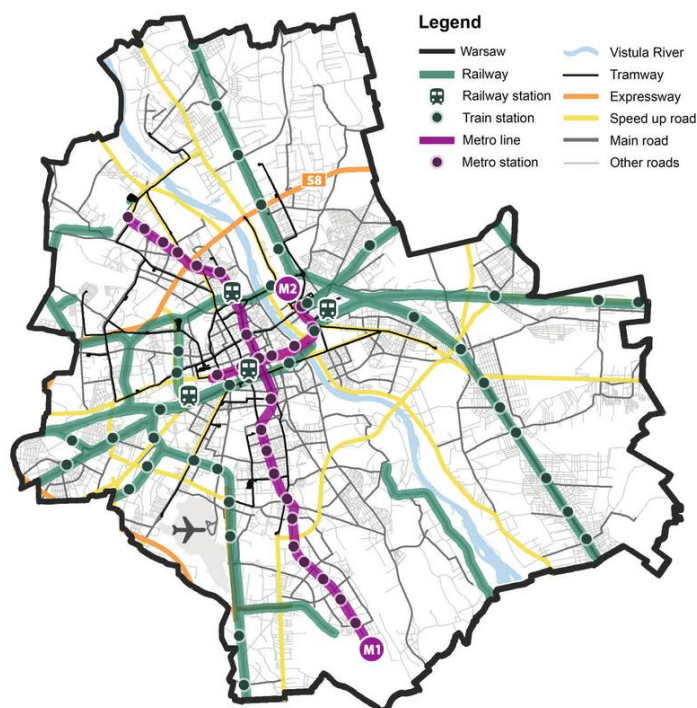 Legend
Warsaw
Railway
Railway station
Train station
Metro line
Metro station
Vistula River
Tramway
Expressway
Speed up road
Main road
Other roads
S8
M2
M1